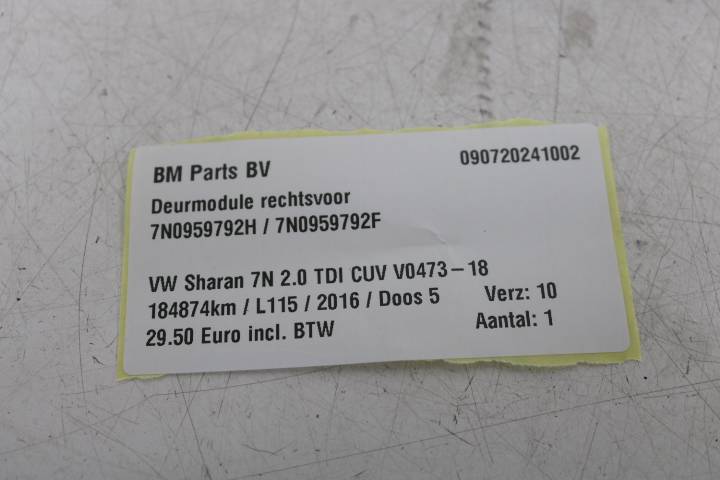 BM Parts BV 090720241002
Deurmodule rechtsvoor
7N0959792H / 7N0959792F
VW Sharan 7N 2.0 TDI CUV V0473-18
184874km / L115 / 2016 / Doos 5 Verz: 10
29.50 Euro incl. BTW Aantal: 1